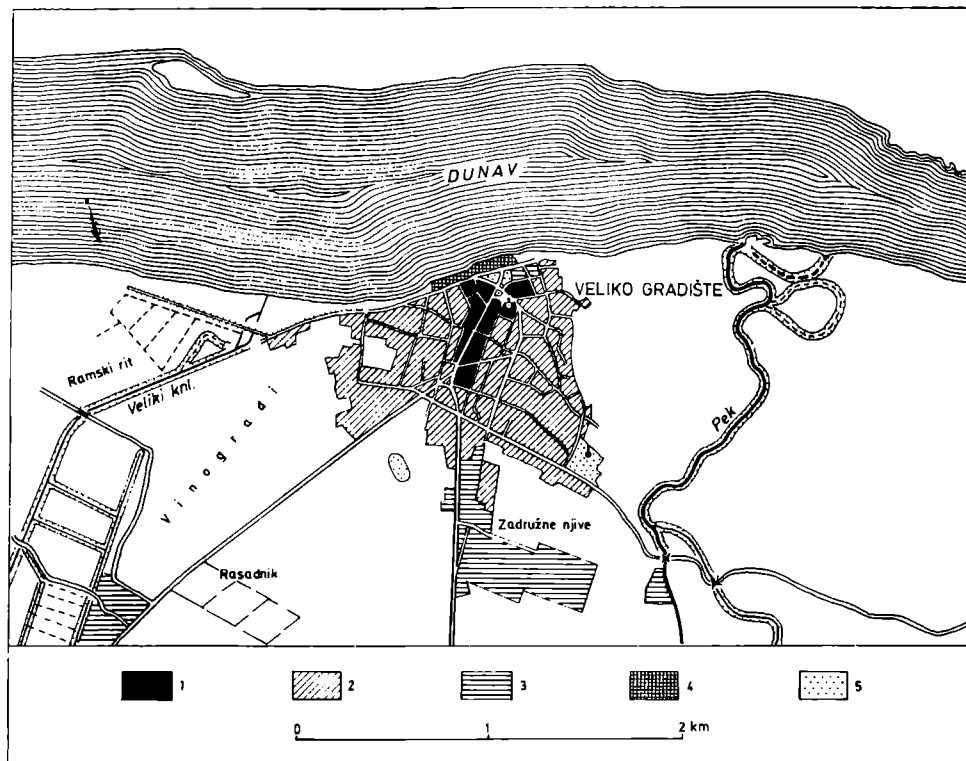 DUNAV
VELIKO GRADIŠTE
Ramski rit
Veliki knl.
Vinogradi
Pek
Zadružne njive
Rasadnik
1 2 3 4 5
0 1 2 km